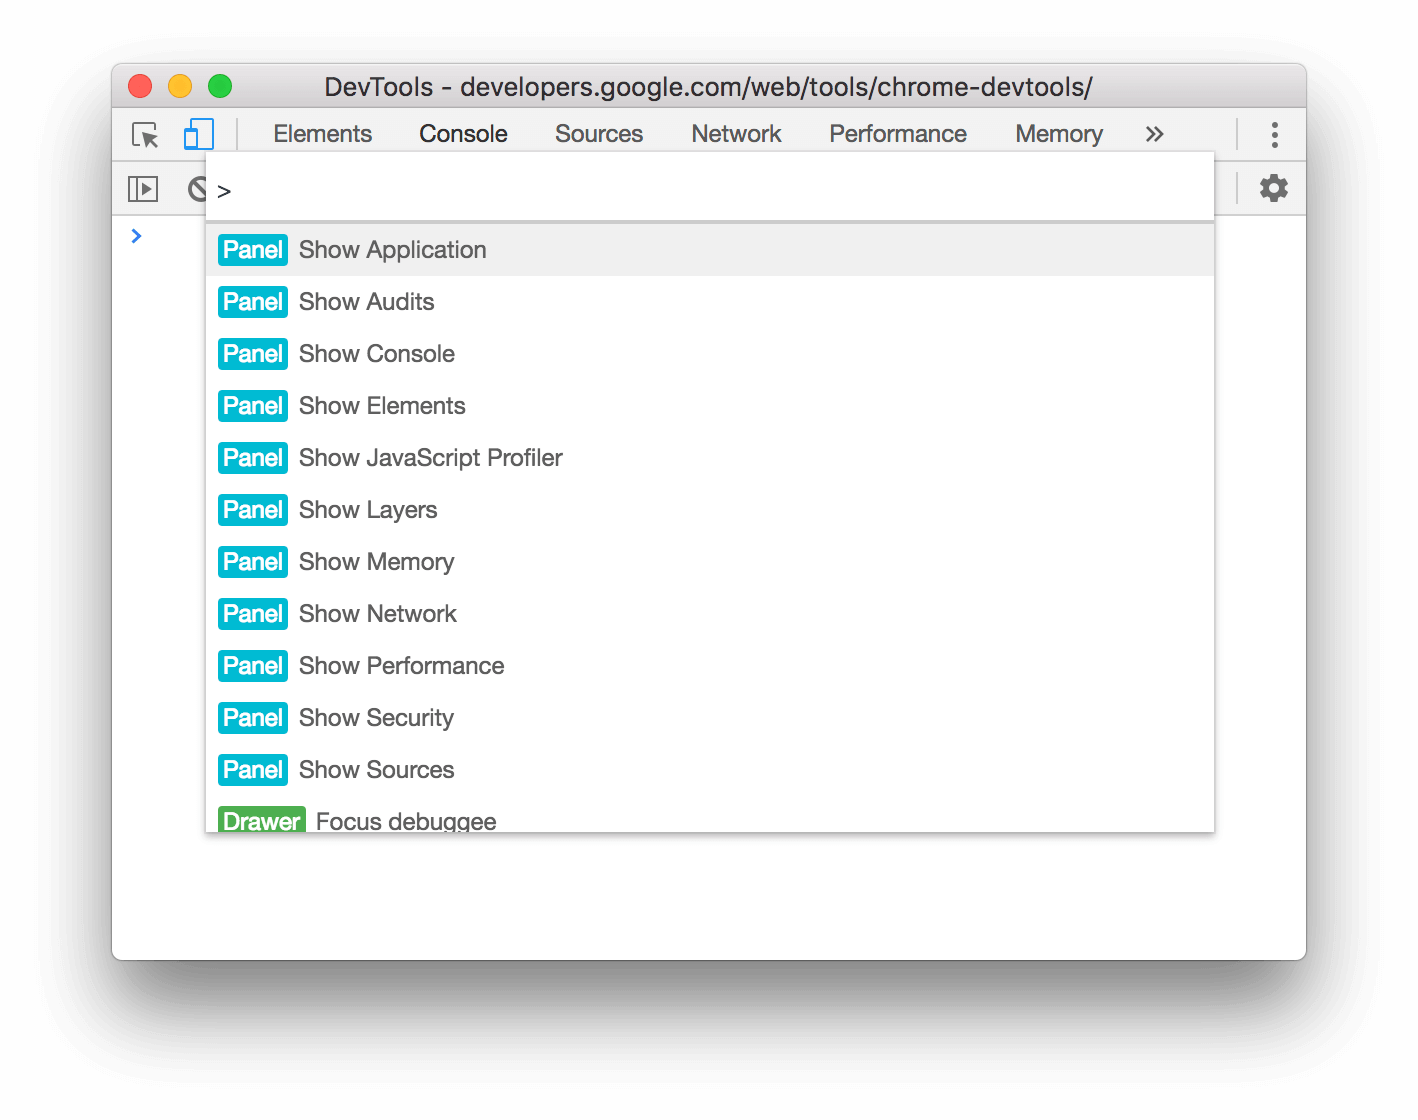 DevTools - developers.google.com/web/tools/chrome-devtools/
Elements Console Sources Network Performance Memory »
>
Panel Show Application
Panel Show Audits
Panel Show Console
Panel Show Elements
Panel Show JavaScript Profiler
Panel Show Layers
Panel Show Memory
Panel Show Network
Panel Show Performance
Panel Show Security
Panel Show Sources
Drawer Focus debuggee